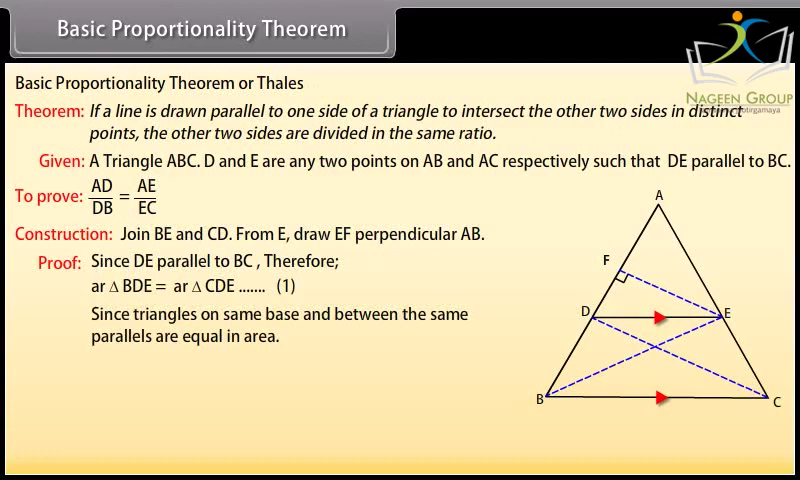 Basic Proportionality Theorem
NAGEEN GROUP
Basic Proportionality Theorem or Thales
Theorem: If a line is drawn parallel to one side of a triangle to intersect the other two sides in distinct
points, the other two sides are divided in the same ratio.
Given: A Triangle ABC. D and E are any two points on AB and AC respectively such that DE parallel to BC.
To prove: AD/DB = AE/EC
Construction: Join BE and CD. From E, draw EF perpendicular AB.
Proof: Since DE parallel to BC , Therefore;
ar Δ BDE = ar Δ CDE ....... (1)
Since triangles on same base and between the same
parallels are equal in area.
A
F
D E
B C